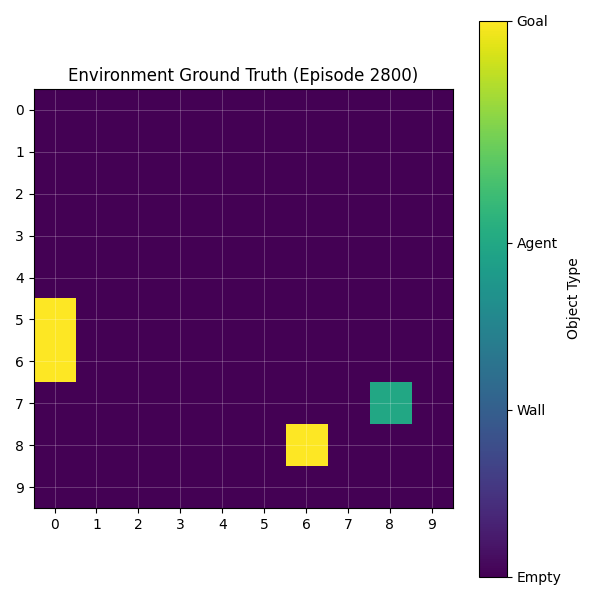 Environment Ground Truth (Episode 2800)
Goal
Agent
Wall
Empty
Object Type
0
1
2
3
4
5
6
7
8
9
0 1 2 3 4 5 6 7 8 9